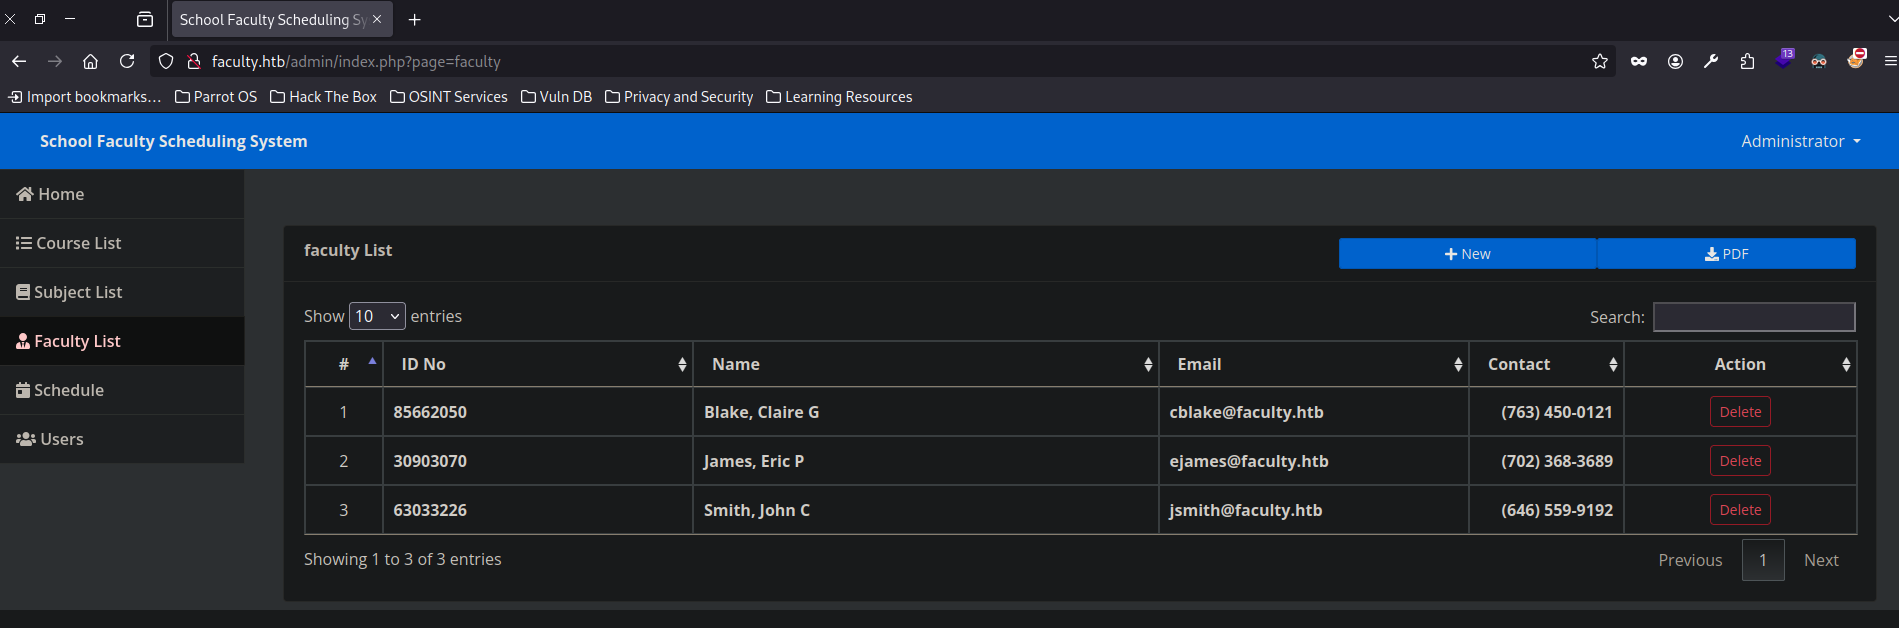 School Faculty Scheduling Sy
faculty.htb/admin/index.php?page=faculty
13
Import bookmarks... Parrot OS Hack The Box OSINT Services Vuln DB Privacy and Security Learning Resources
School Faculty Scheduling System Administrator
Home
Course List
Subject List
Faculty List
Schedule
Users
faculty List New PDF
Show 10 entries Search:
# ID No Name Email Contact Action
1 85662050 Blake, Claire G cblake@faculty.htb (763) 450-0121 Delete
2 30903070 James, Eric P ejames@faculty.htb (702) 368-3689 Delete
3 63033226 Smith, John C jsmith@faculty.htb (646) 559-9192 Delete
Showing 1 to 3 of 3 entries Previous 1 Next